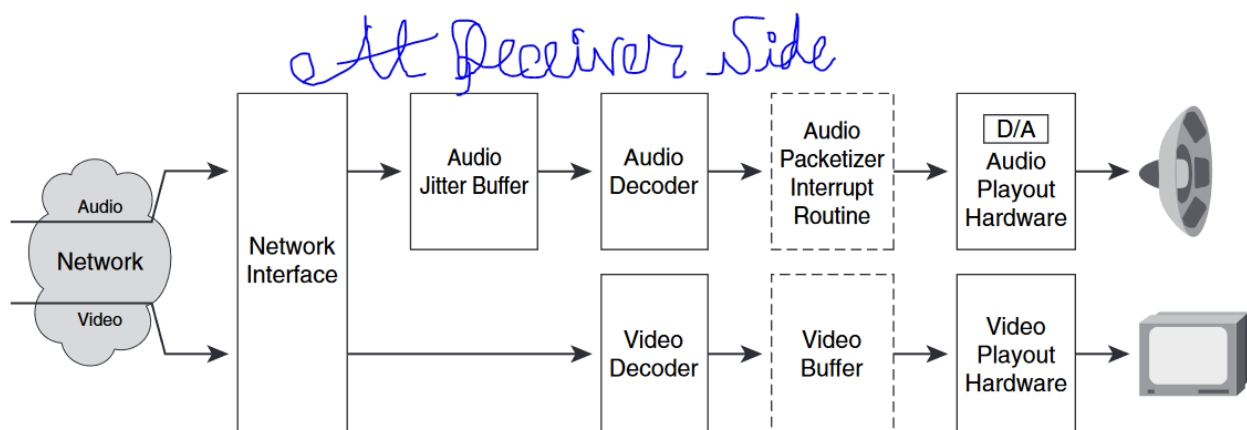 At Receiver Side
Audio
Network
Video
Network
Interface
Audio
Jitter Buffer
Audio
Decoder
Audio
Packetizer
Interrupt
Routine
D/A
Audio
Playout
Hardware
Video
Decoder
Video
Buffer
Video
Playout
Hardware